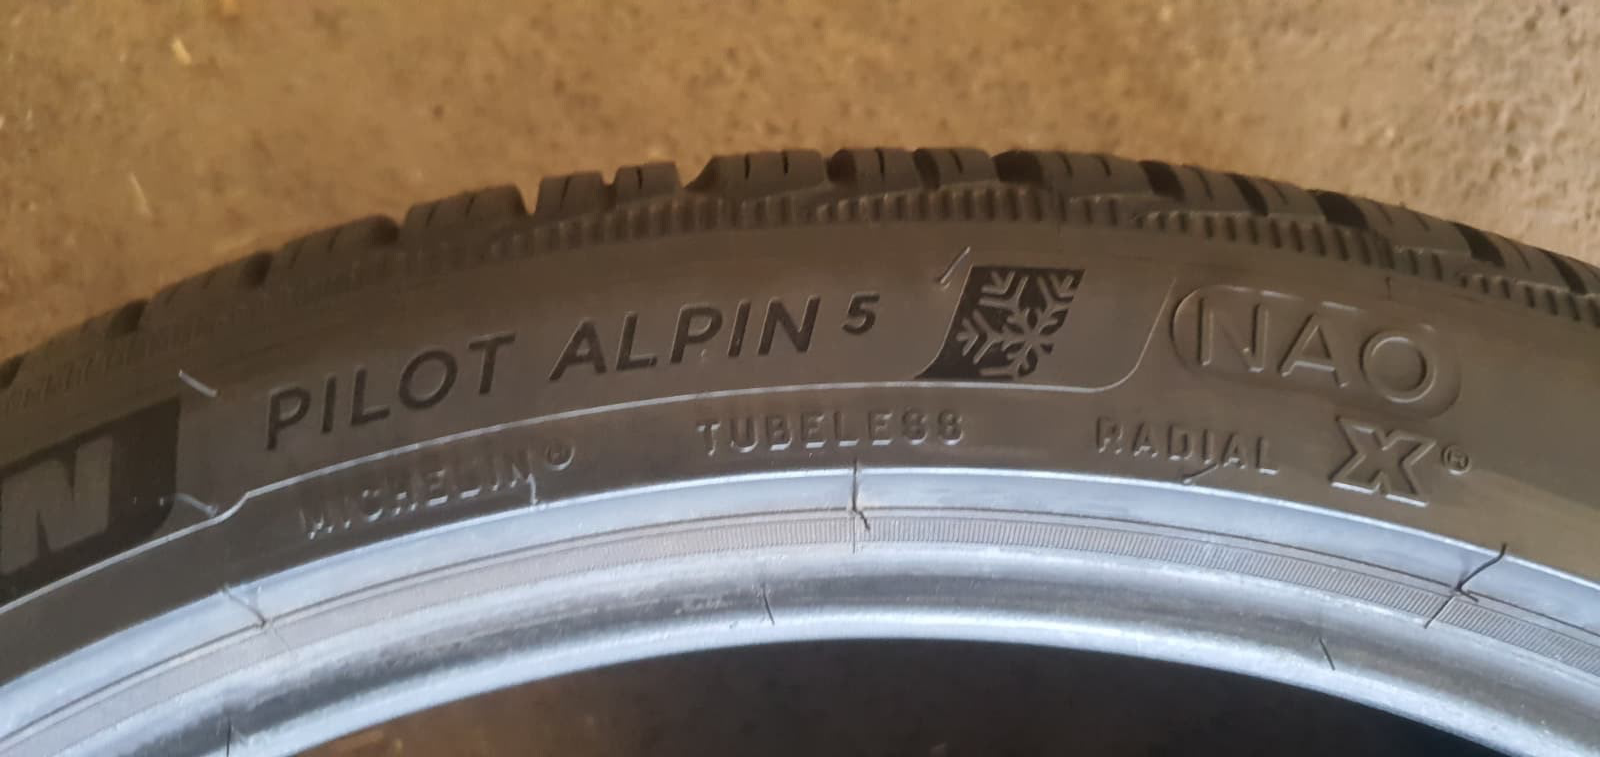 N PILOT ALPIN 5 NAO
MICHELIN® TUBELESS RADIAL X®